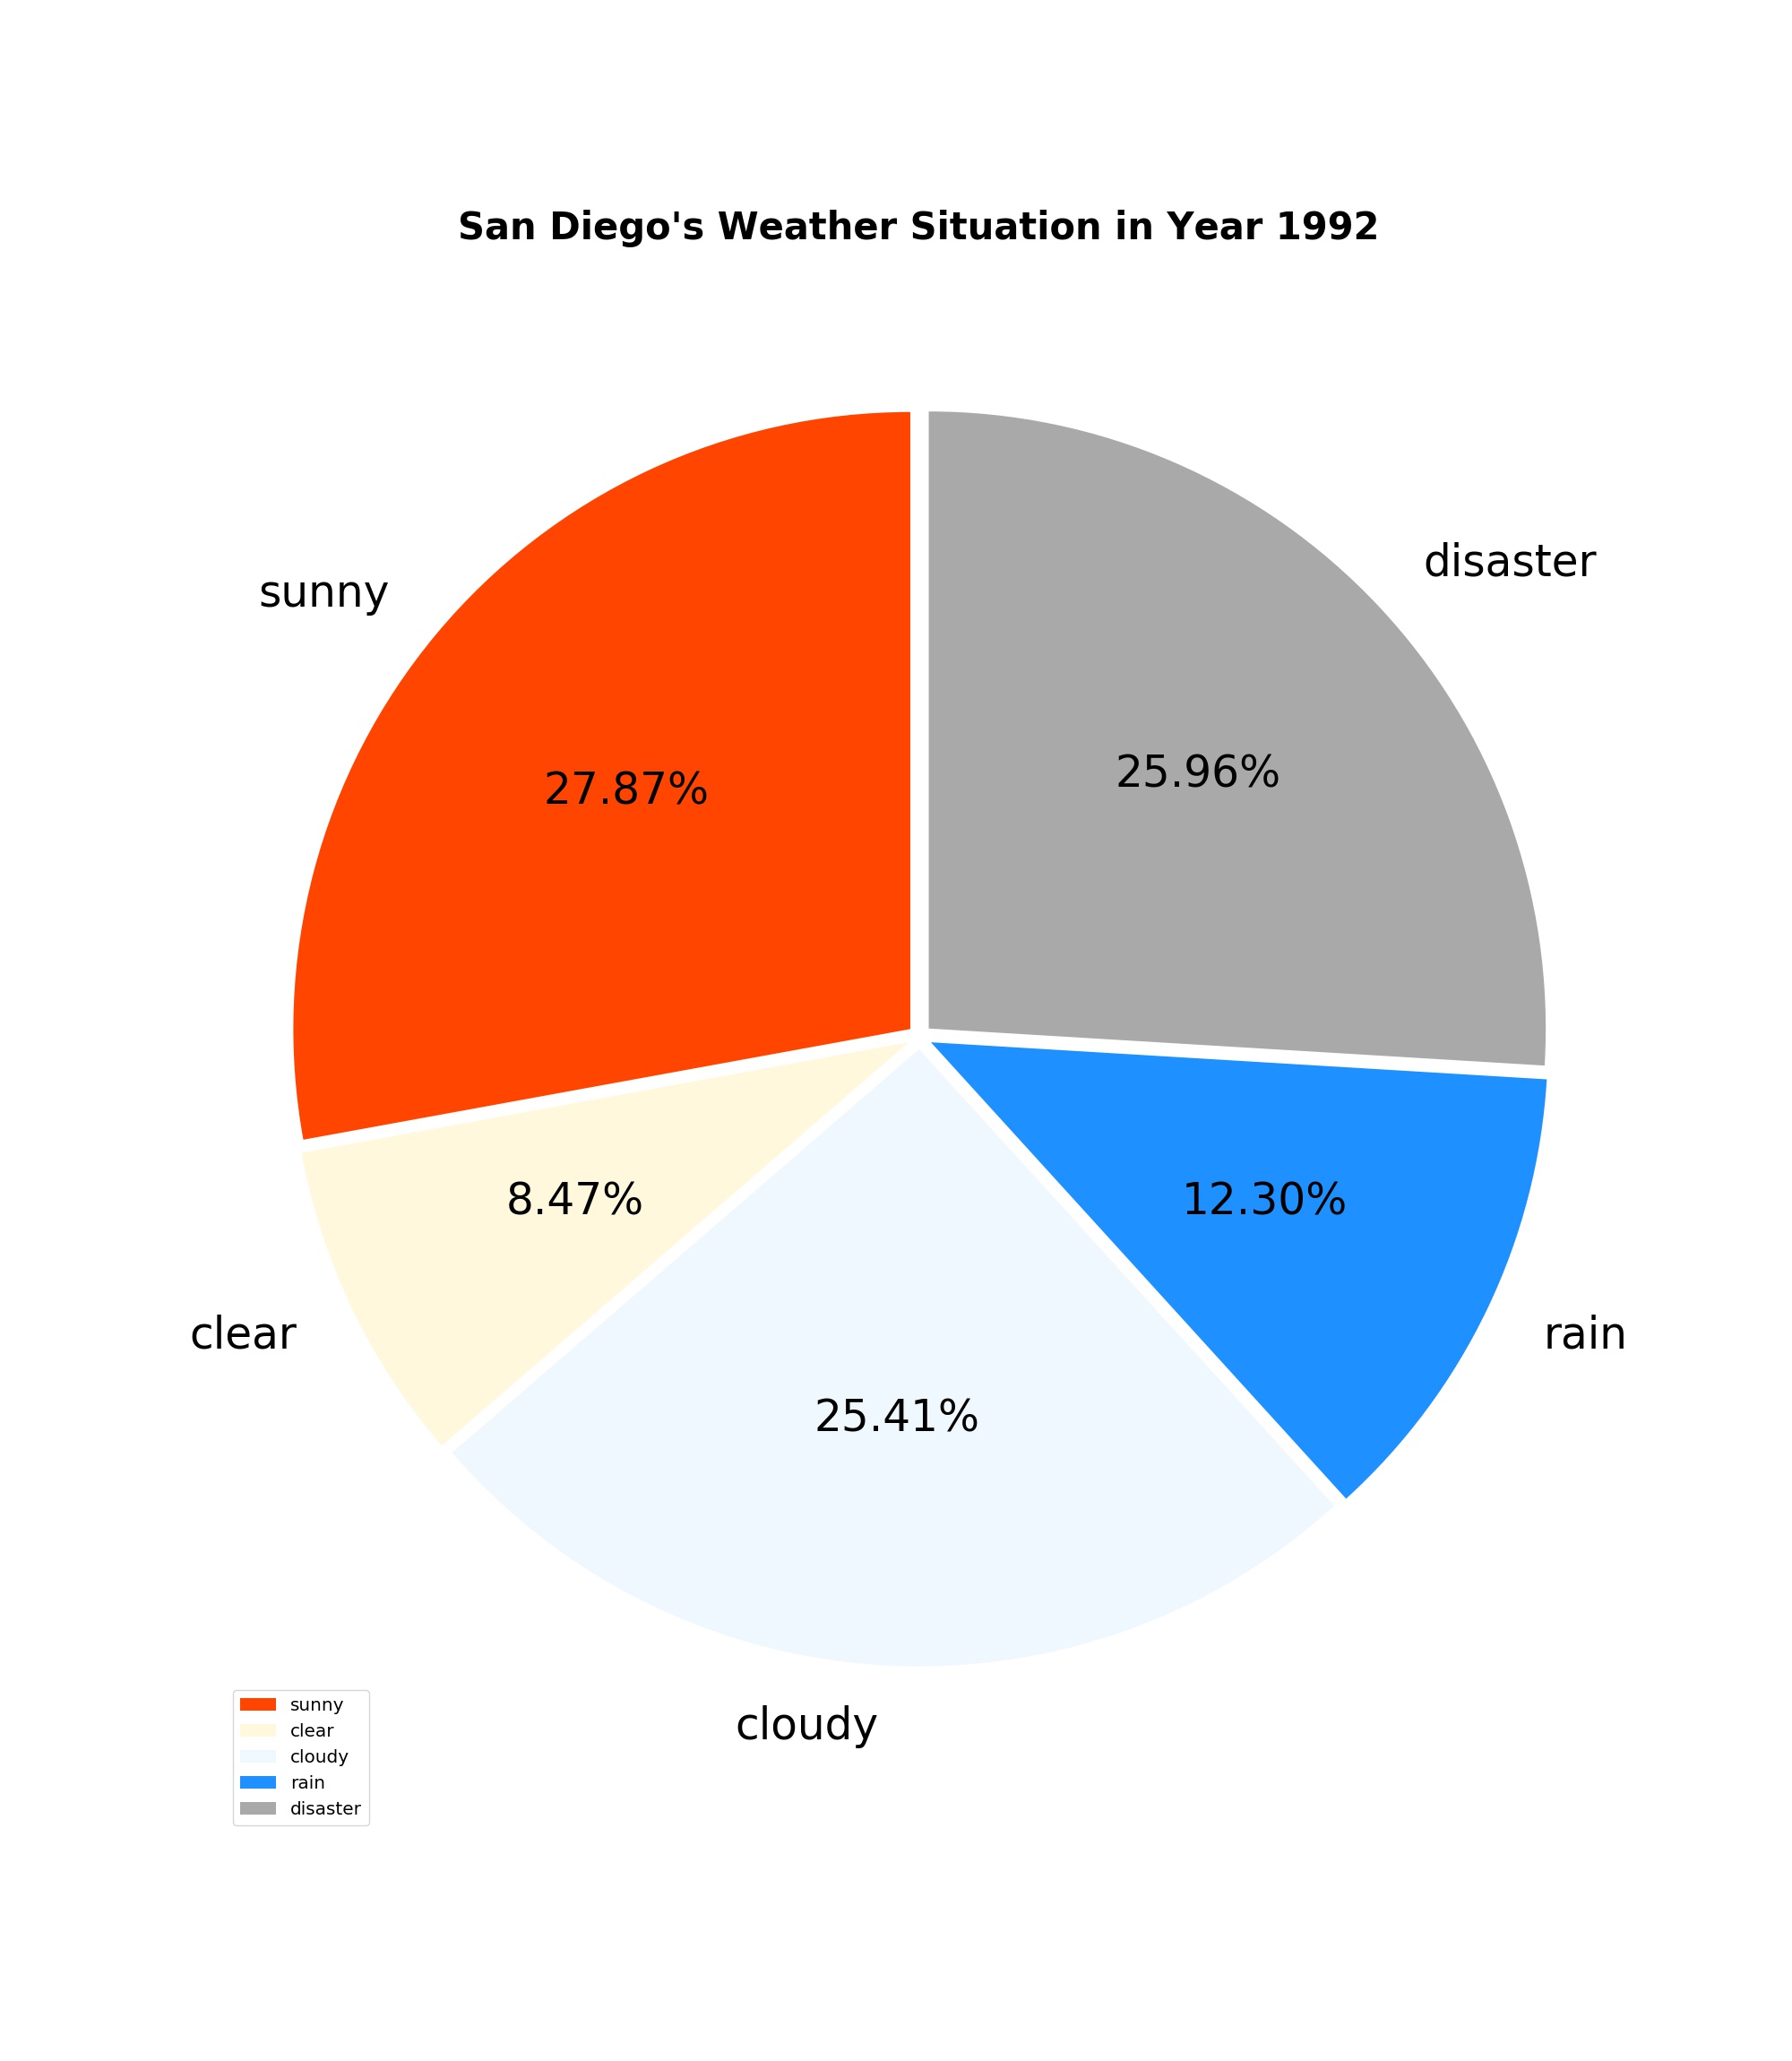 San Diego's Weather Situation in Year 1992
disaster
sunny
25.96%
27.87%
8.47%
12.30%
clear
rain
25.41%
cloudy
sunny
clear
cloudy
rain
disaster